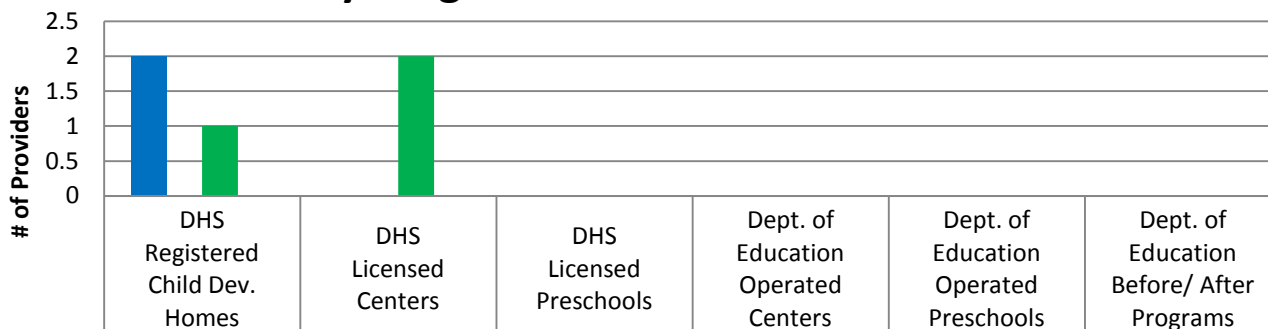 2.5
2
1.5
1
0.5
0
# of Providers
DHS
Registered
Child Dev.
Homes
DHS
Licensed
Centers
DHS
Licensed
Preschools
Dept. of
Education
Operated
Centers
Dept. of
Education
Operated
Preschools
Dept. of
Education
Before/ After
Programs